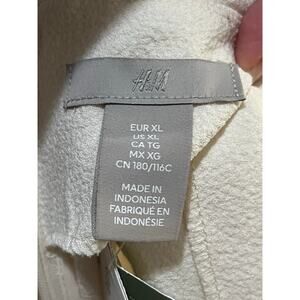 H&M
EUR XL
US XL
CA TG
MX XG
CN 180/116C
MADE IN
INDONESIA
FABRIQUÉ EN
INDONÉSIE